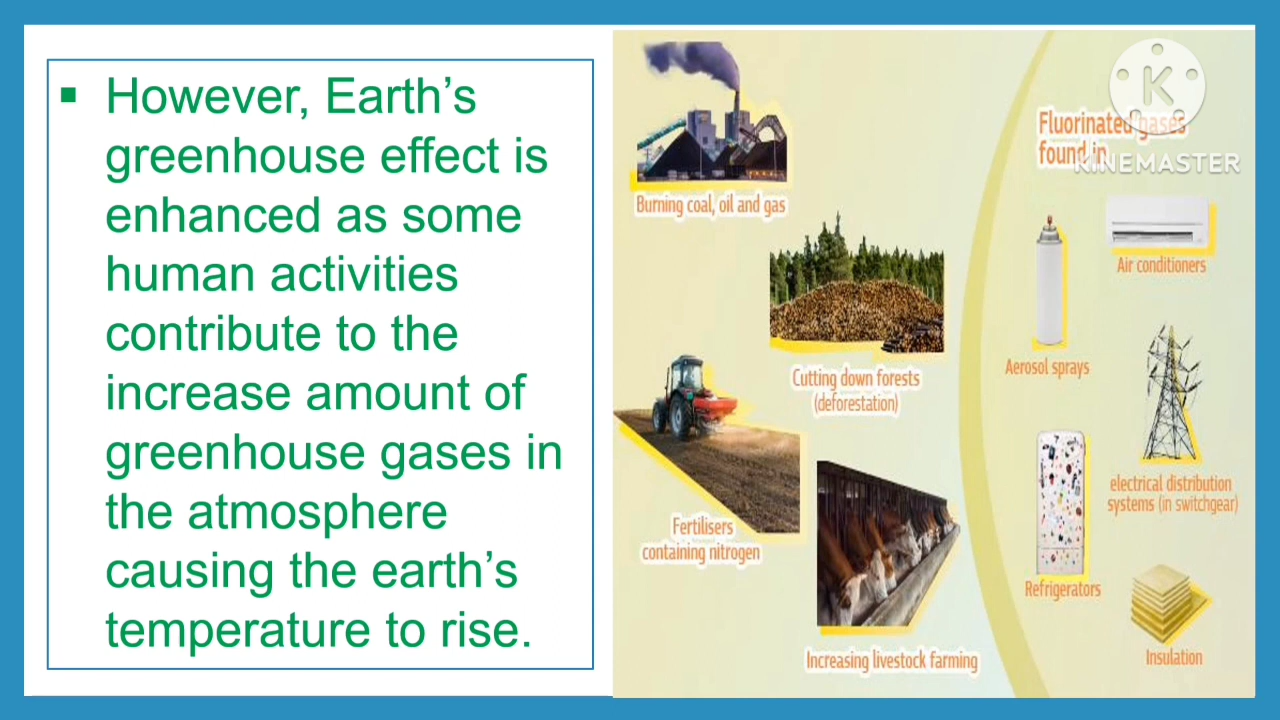 ▪ However, Earth's
greenhouse effect is
enhanced as some
human activities
contribute to the
increase amount of
greenhouse gases in
the atmosphere
causing the earth's
temperature to rise.
Burning coal, oil and gas
Cutting down forests
(deforestation)
Fertilisers
containing nitrogen
Increasing livestock farming
K
KINEMASTER
Fluorinated gases
found in
Air conditioners
Aerosol sprays
electrical distribution
systems (in switchgear)
Refrigerators
Insulation